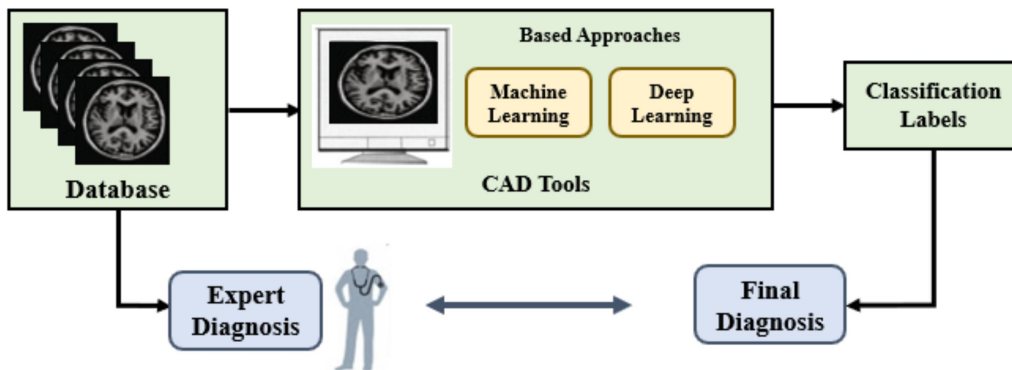 Database
Based Approaches
Machine
Learning
Deep
Learning
CAD Tools
Classification
Labels
Expert
Diagnosis
Final
Diagnosis